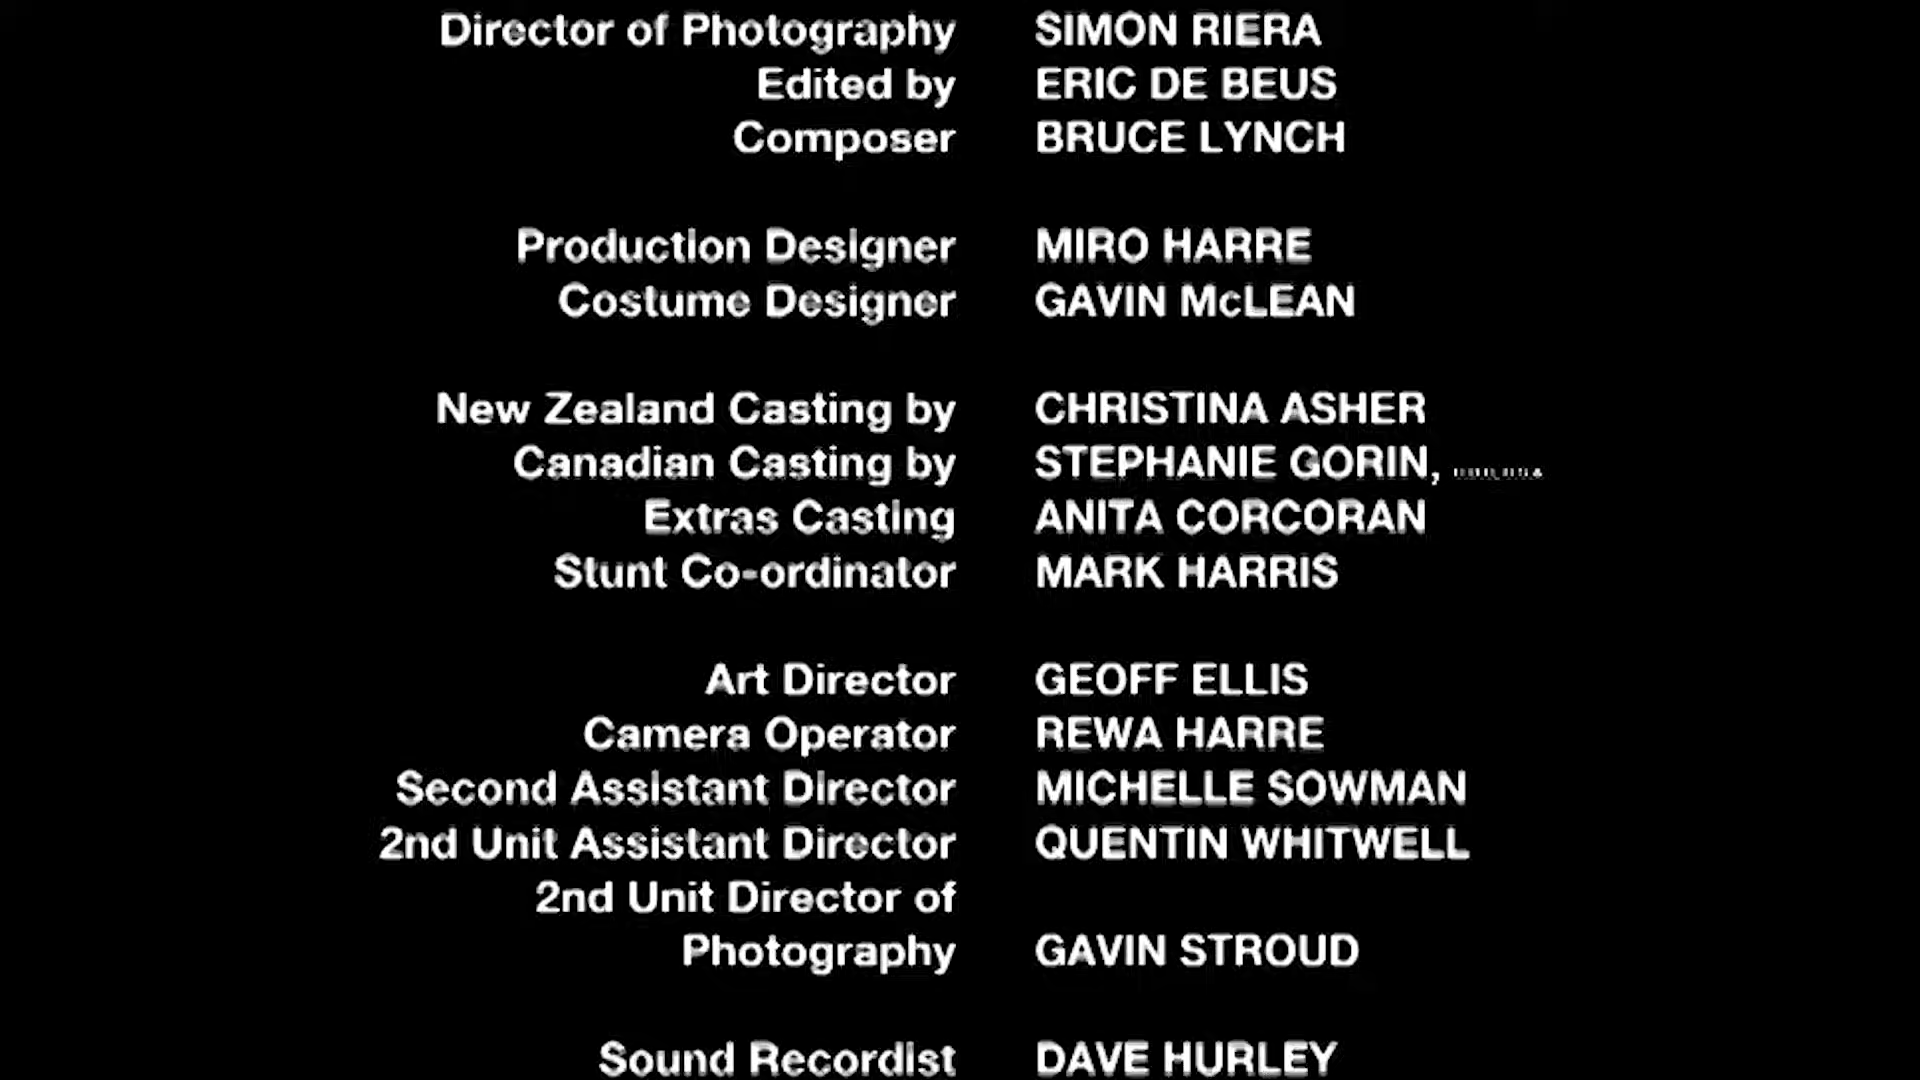 Director of Photography SIMON RIERA
Edited by ERIC DE BEUS
Composer BRUCE LYNCH
Production Designer MIRO HARRE
Costume Designer GAVIN McLEAN
New Zealand Casting by CHRISTINA ASHER
Canadian Casting by STEPHANIE GORIN,
Extras Casting ANITA CORCORAN
Stunt Co-ordinator MARK HARRIS
Art Director GEOFF ELLIS
Camera Operator REWA HARRE
Second Assistant Director MICHELLE SOWMAN
2nd Unit Assistant Director QUENTIN WHITWELL
2nd Unit Director of
Photography GAVIN STROUD
Sound Recordist DAVE HURLEY